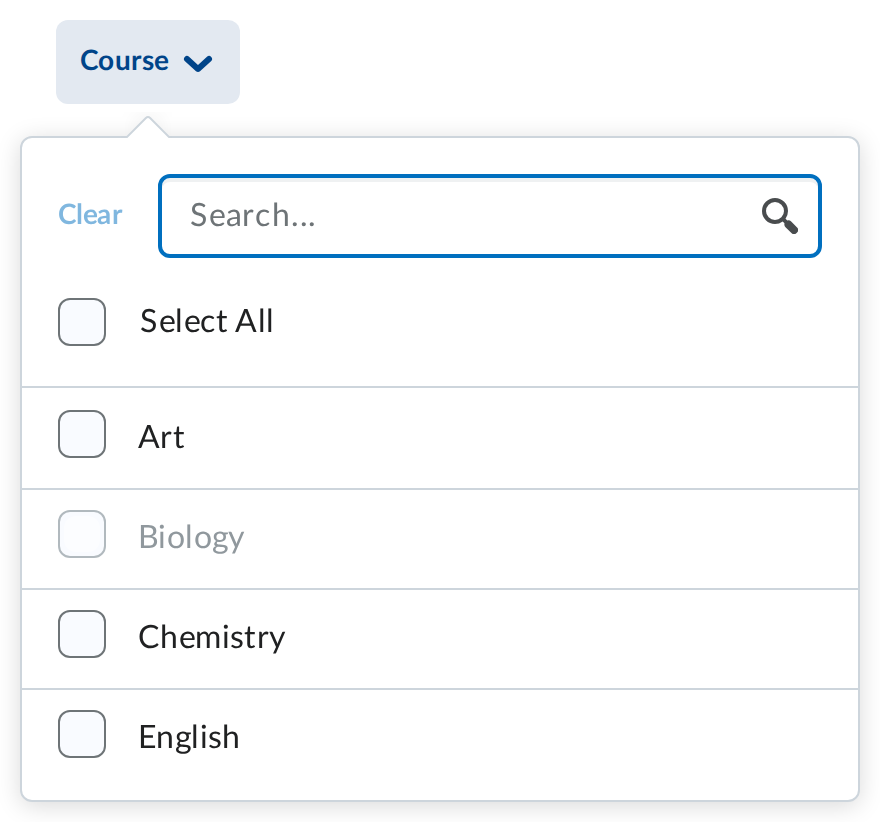 Course
Clear Search...
Select All
Art
Biology
Chemistry
English